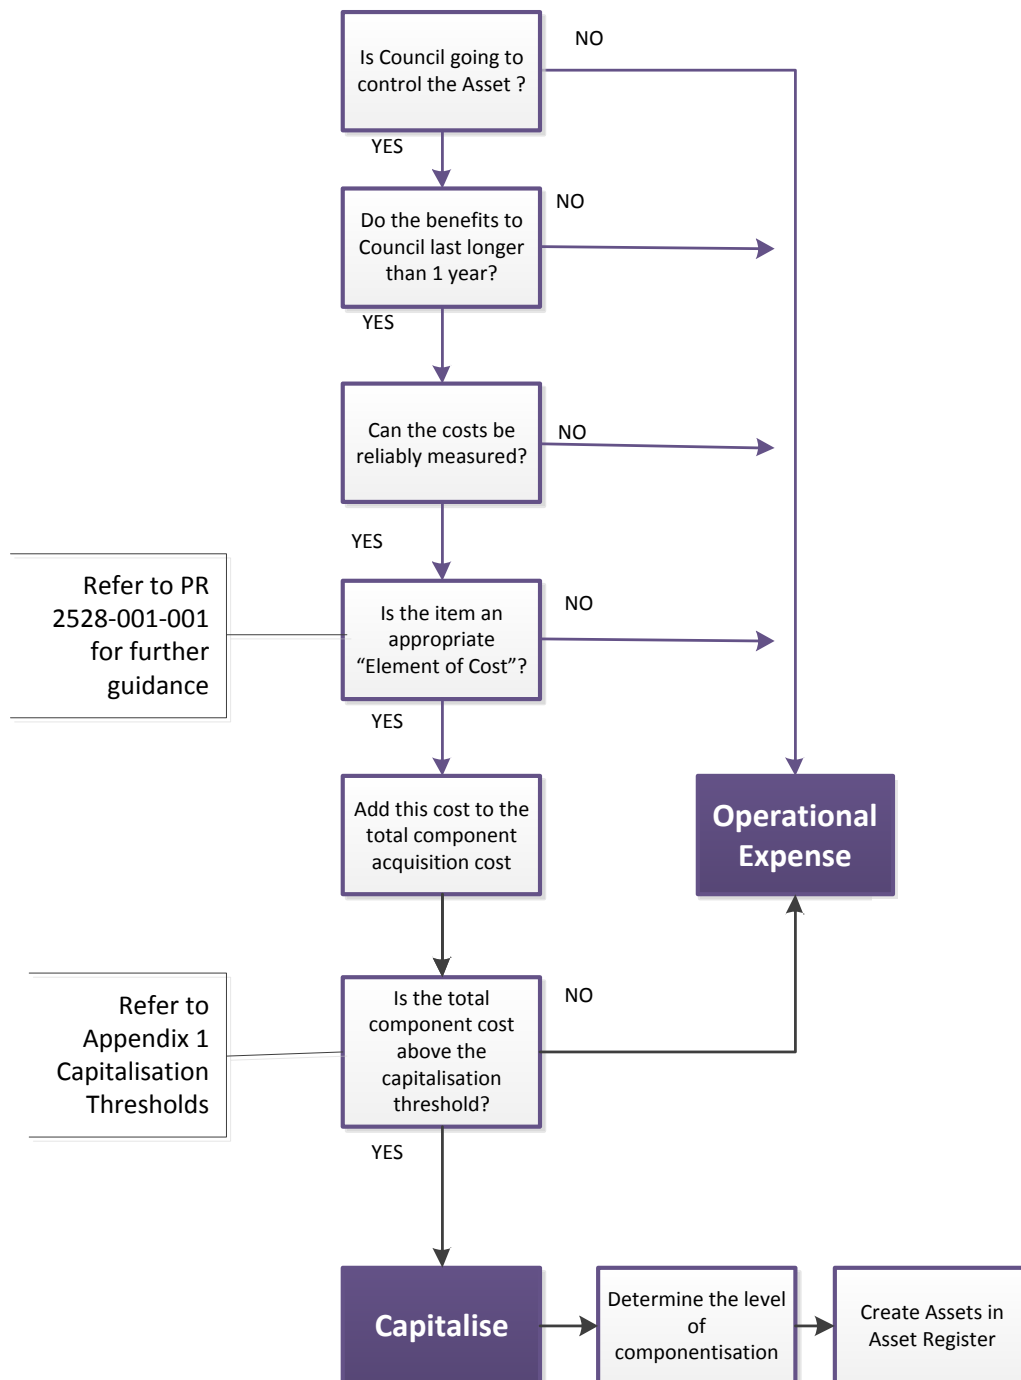 Is Council going to
control the Asset ?
NO
YES
Do the benefits to
Council last longer
than 1 year?
NO
YES
Can the costs be
reliably measured?
NO
YES
Refer to PR
2528-001-001
for further
guidance
Is the item an
appropriate
“Element of Cost”?
NO
YES
Add this cost to the
total component
acquisition cost
Operational
Expense
Refer to
Appendix 1
Capitalisation
Thresholds
Is the total
component cost
above the
capitalisation
threshold?
NO
YES
Capitalise
Determine the level
of
componentisation
Create Assets in
Asset Register